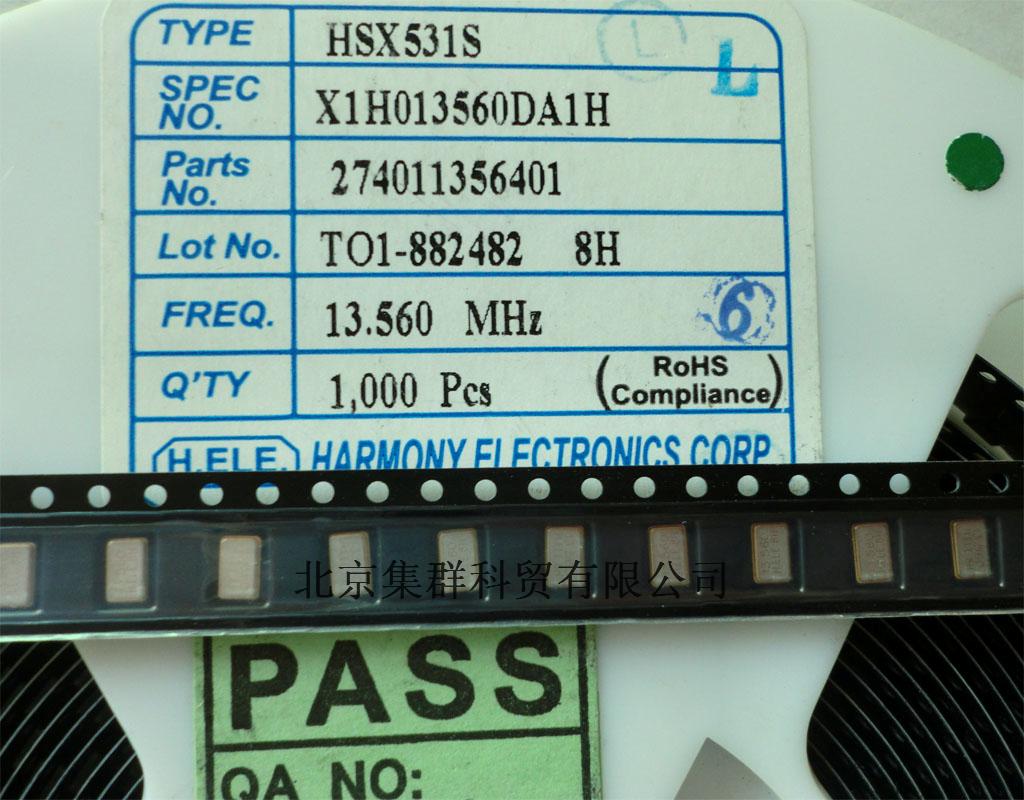 TYPE HSX531S
L
L
SPEC NO. X1H013560DA1H
Parts No. 274011356401
Lot No. TO1-882482 8H
FREQ. 13.560 MHz 6
Q'TY 1,000 Pcs (RoHS Compliance)
H.ELE. HARMONY ELECTRONICS CORP
北京集群科贸有限公司
PASS
QA NO: